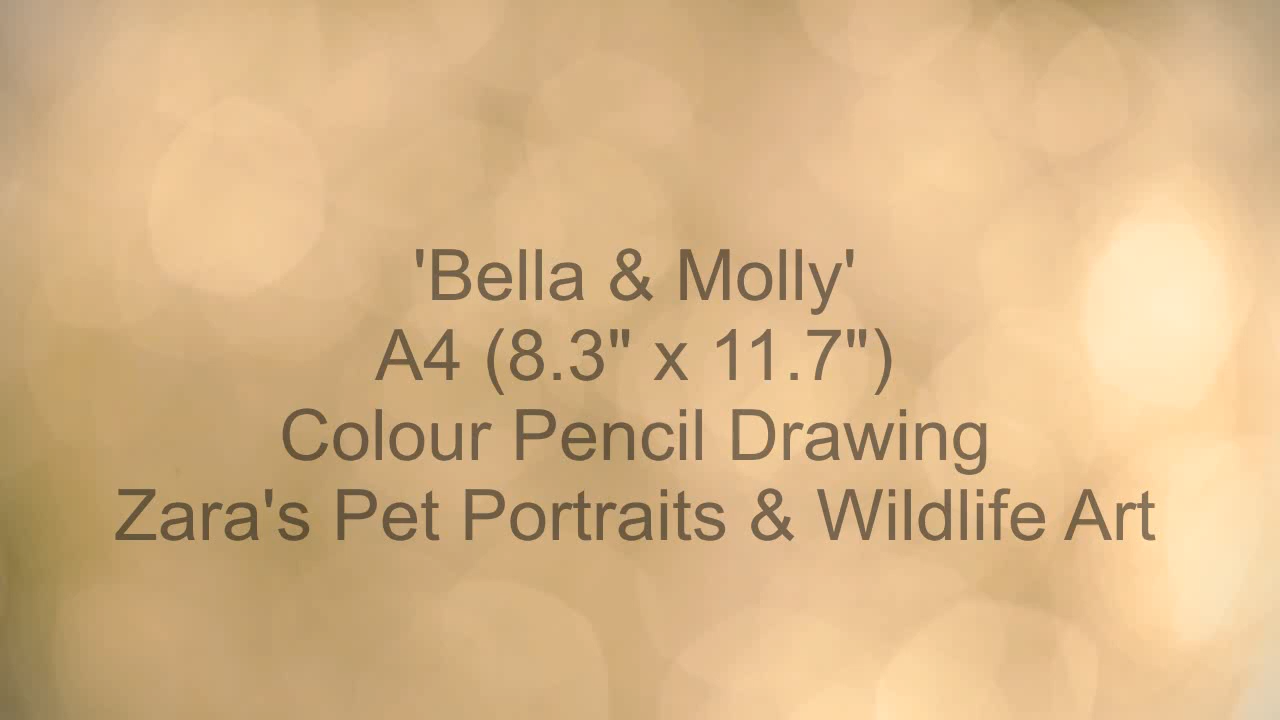 'Bella & Molly'
A4 (8.3" x 11.7")
Colour Pencil Drawing
Zara's Pet Portraits & Wildlife Art